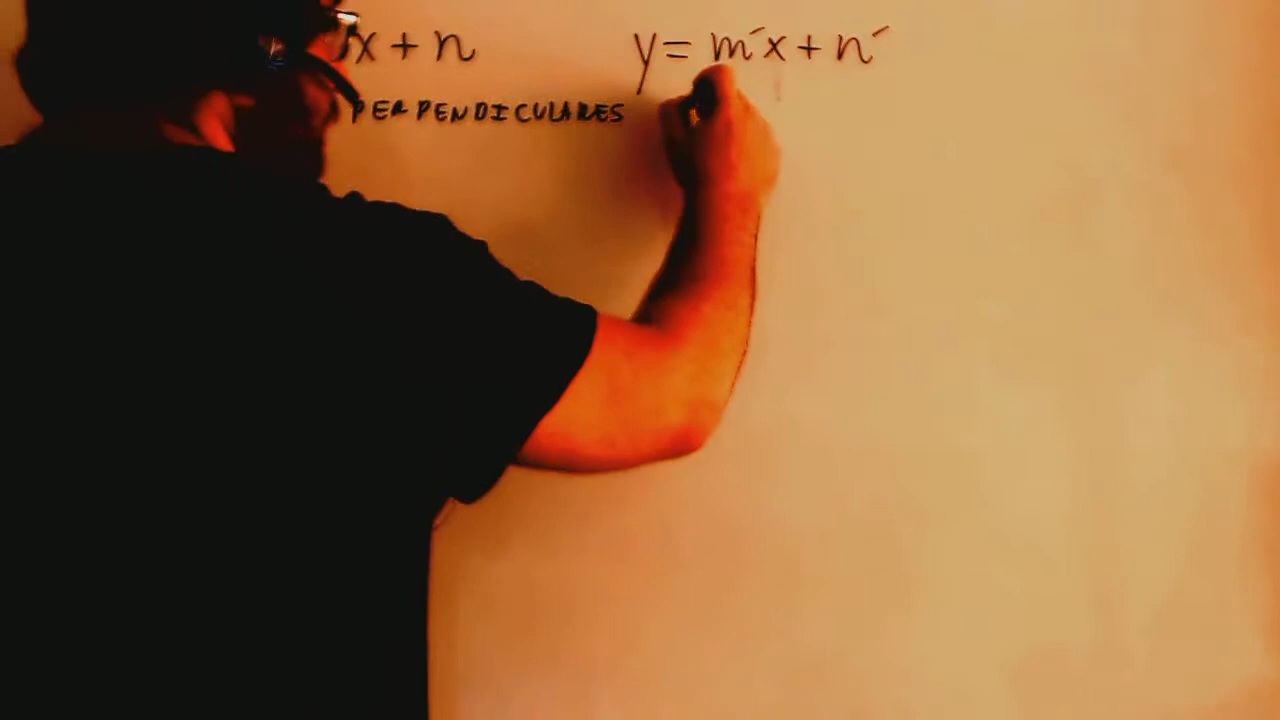 x + n y = m´x + n´
PERPENDICULARES